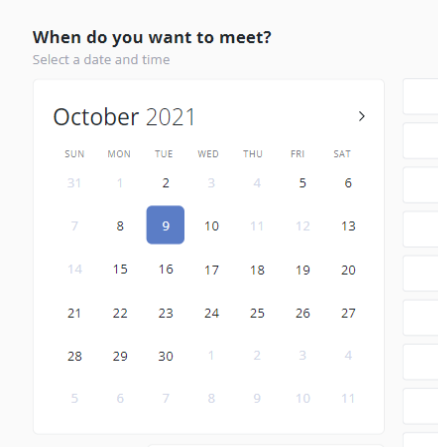 When do you want to meet?
Select a date and time
October 2021
SUN MON TUE WED THU FRI SAT
31 1 2 3 4 5 6
7 8 9 10 11 12 13
14 15 16 17 18 19 20
21 22 23 24 25 26 27
28 29 30 1 2 3 4
5 6 7 8 9 10 11